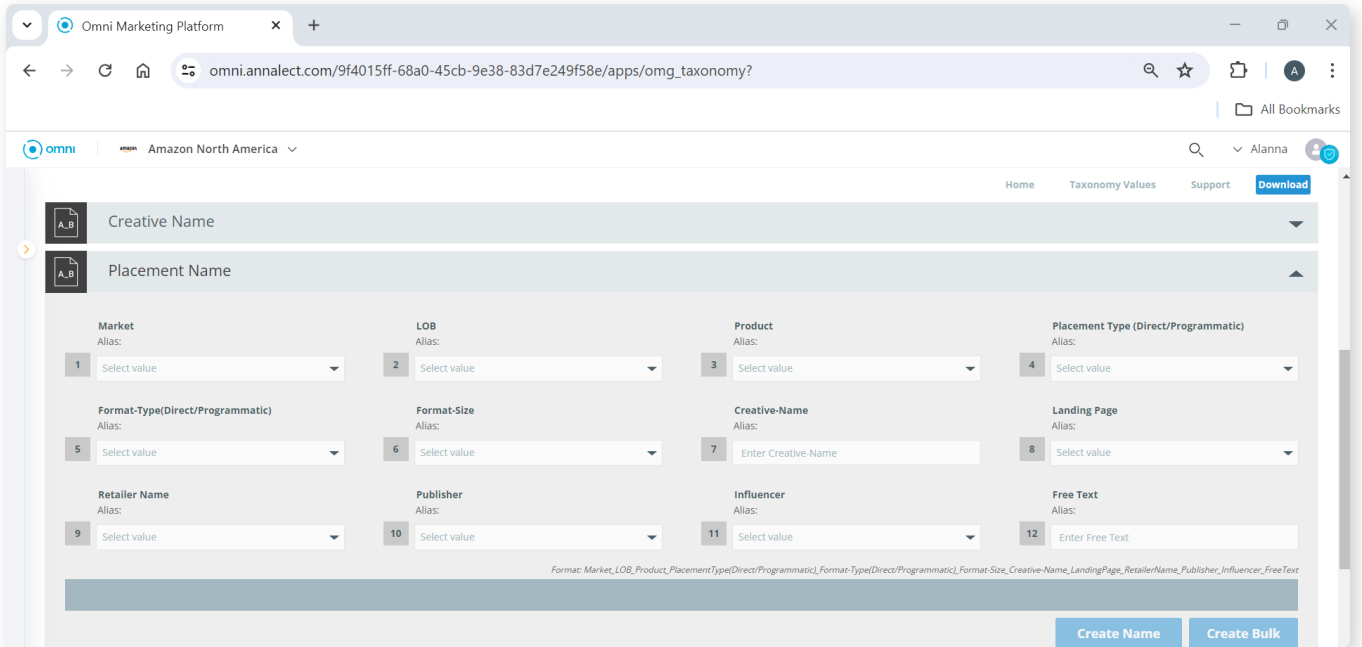 Omni Marketing Platform
omni.annalect.com/9f4015ff-68a0-45cb-9e38-83d7e249f58e/apps/omg_taxonomy?
A
All Bookmarks
omni
amazon
Amazon North America
Alanna
Home Taxonomy Values Support Download
A_B
Creative Name
A_B
Placement Name
Market LOB Product Placement Type (Direct/Programmatic)
Alias: Alias: Alias: Alias:
1 Select value 2 Select value 3 Select value 4 Select value
Format-Type(Direct/Programmatic) Format-Size Creative-Name Landing Page
Alias: Alias: Alias: Alias:
5 Select value 6 Select value 7 Enter Creative-Name 8 Select value
Retailer Name Publisher Influencer Free Text
Alias: Alias: Alias: Alias:
9 Select value 10 Select value 11 Select value 12 Enter Free Text
Format: Market_LOB_Product_PlacementType(Direct/Programmatic)_Format-Type(Direct/Programmatic)_Format-Size_Creative-Name_LandingPage_RetailerName_Publisher_Influencer_FreeText
Create Name Create Bulk